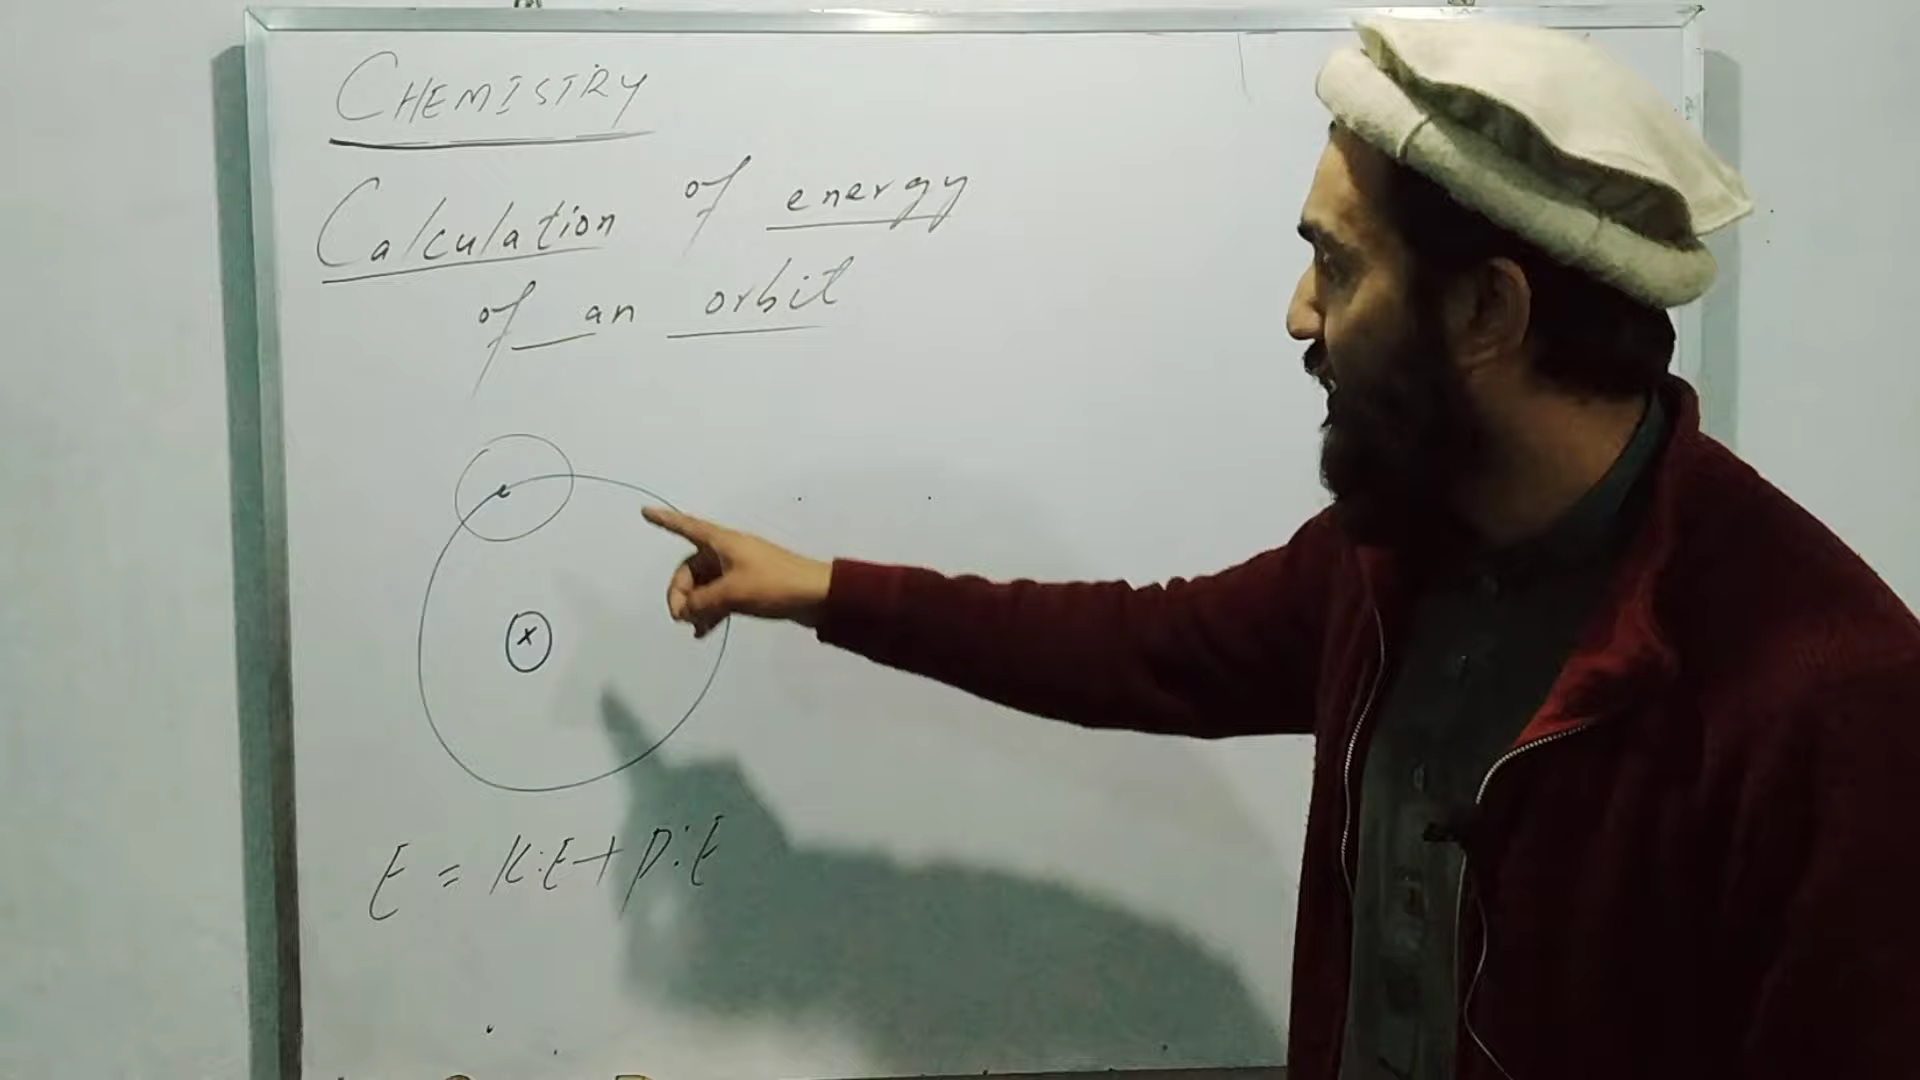 CHEMISTRY
Calculation of energy
of an orbit
e
x
E = K.E + P.E